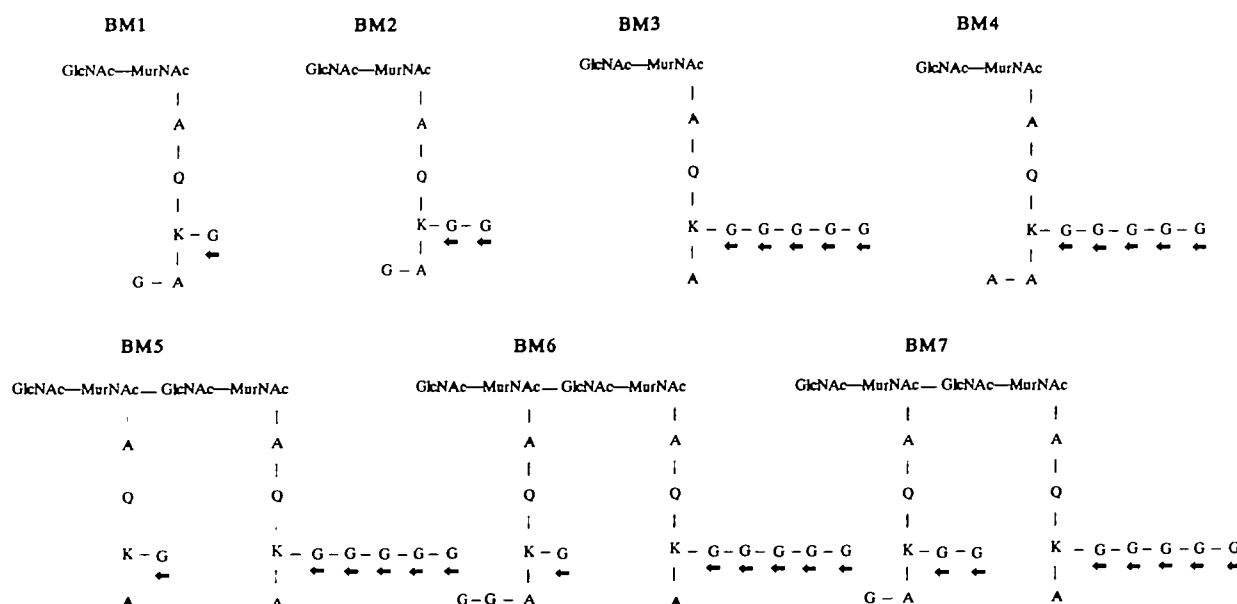 BM1 BM2 BM3 BM4
GlcNAc—MurNAc GlcNAc—MurNAc GlcNAc—MurNAc GlcNAc—MurNAc
A A A A
Q Q Q Q
K – G K – G – G K – G – G – G – G – G K – G – G – G – G – G
G – A G – A A A – A
BM5 BM6 BM7
GlcNAc—MurNAc—GlcNAc—MurNAc GlcNAc—MurNAc—GlcNAc—MurNAc GlcNAc—MurNAc—GlcNAc—MurNAc
A A A A A A
Q Q Q Q Q Q
K – G K – G – G – G – G – G K – G K – G – G – G – G – G K – G – G K – G – G – G – G – G
A A G – G – A A G – A A